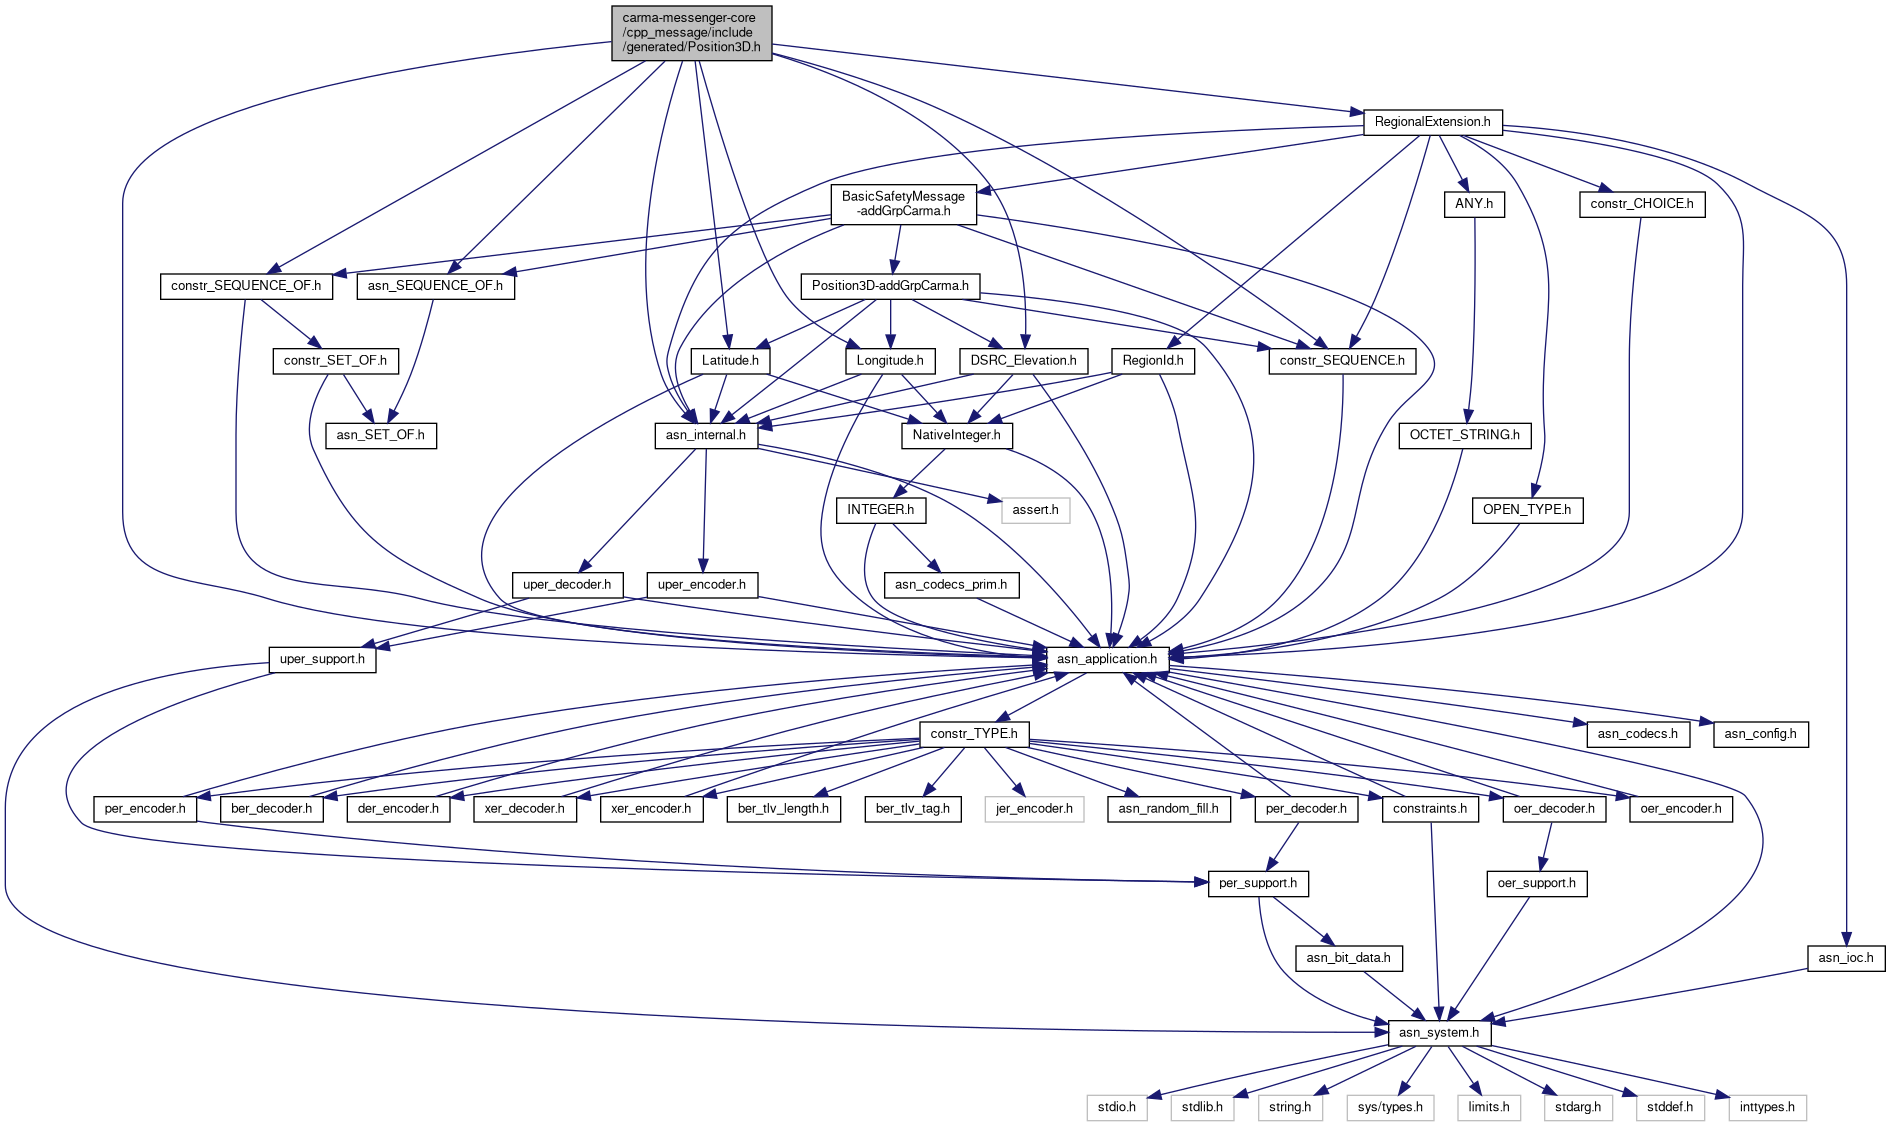 carma-messenger-core
/cpp_message/include
/generated/Position3D.h
RegionalExtension.h
BasicSafetyMessage
-addGrpCarma.h
ANY.h
constr_CHOICE.h
constr_SEQUENCE_OF.h
asn_SEQUENCE_OF.h
Position3D-addGrpCarma.h
constr_SET_OF.h
Latitude.h
Longitude.h
DSRC_Elevation.h
RegionId.h
constr_SEQUENCE.h
asn_SET_OF.h
asn_internal.h
NativeInteger.h
OCTET_STRING.h
INTEGER.h
assert.h
OPEN_TYPE.h
uper_decoder.h
uper_encoder.h
asn_codecs_prim.h
uper_support.h
asn_application.h
constr_TYPE.h
asn_codecs.h
asn_config.h
per_encoder.h
ber_decoder.h
der_encoder.h
xer_decoder.h
xer_encoder.h
ber_tlv_length.h
ber_tlv_tag.h
jer_encoder.h
asn_random_fill.h
per_decoder.h
constraints.h
oer_decoder.h
oer_encoder.h
per_support.h
oer_support.h
asn_bit_data.h
asn_ioc.h
asn_system.h
stdio.h
stdlib.h
string.h
sys/types.h
limits.h
stdarg.h
stddef.h
inttypes.h